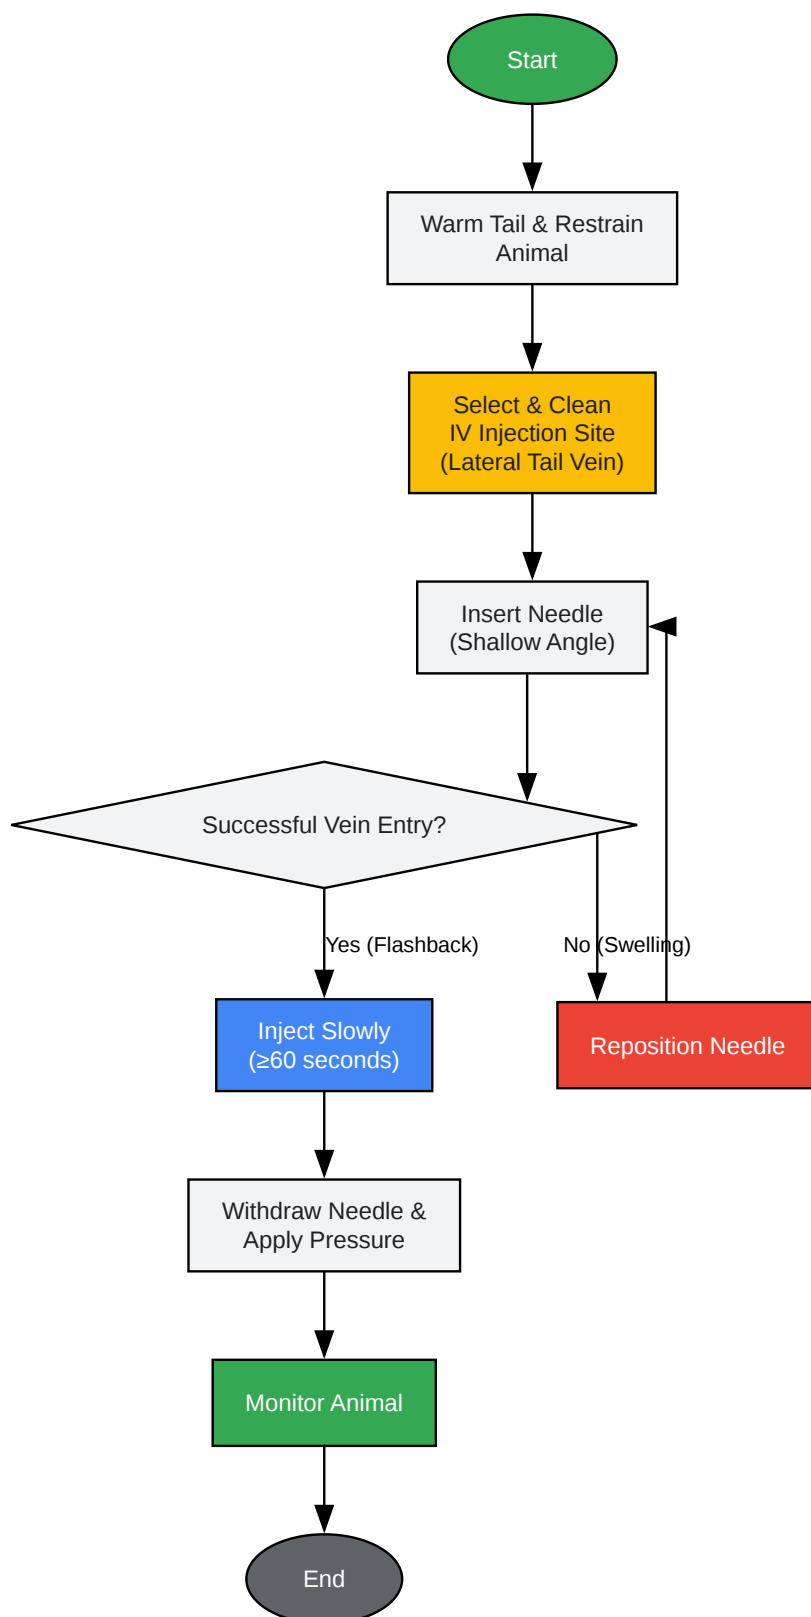 Start
Warm Tail & Restrain
Animal
Select & Clean
IV Injection Site
(Lateral Tail Vein)
Insert Needle
(Shallow Angle)
Successful Vein Entry?
Yes (Flashback)
No (Swelling)
Inject Slowly
(≥60 seconds)
Reposition Needle
Withdraw Needle &
Apply Pressure
Monitor Animal
End